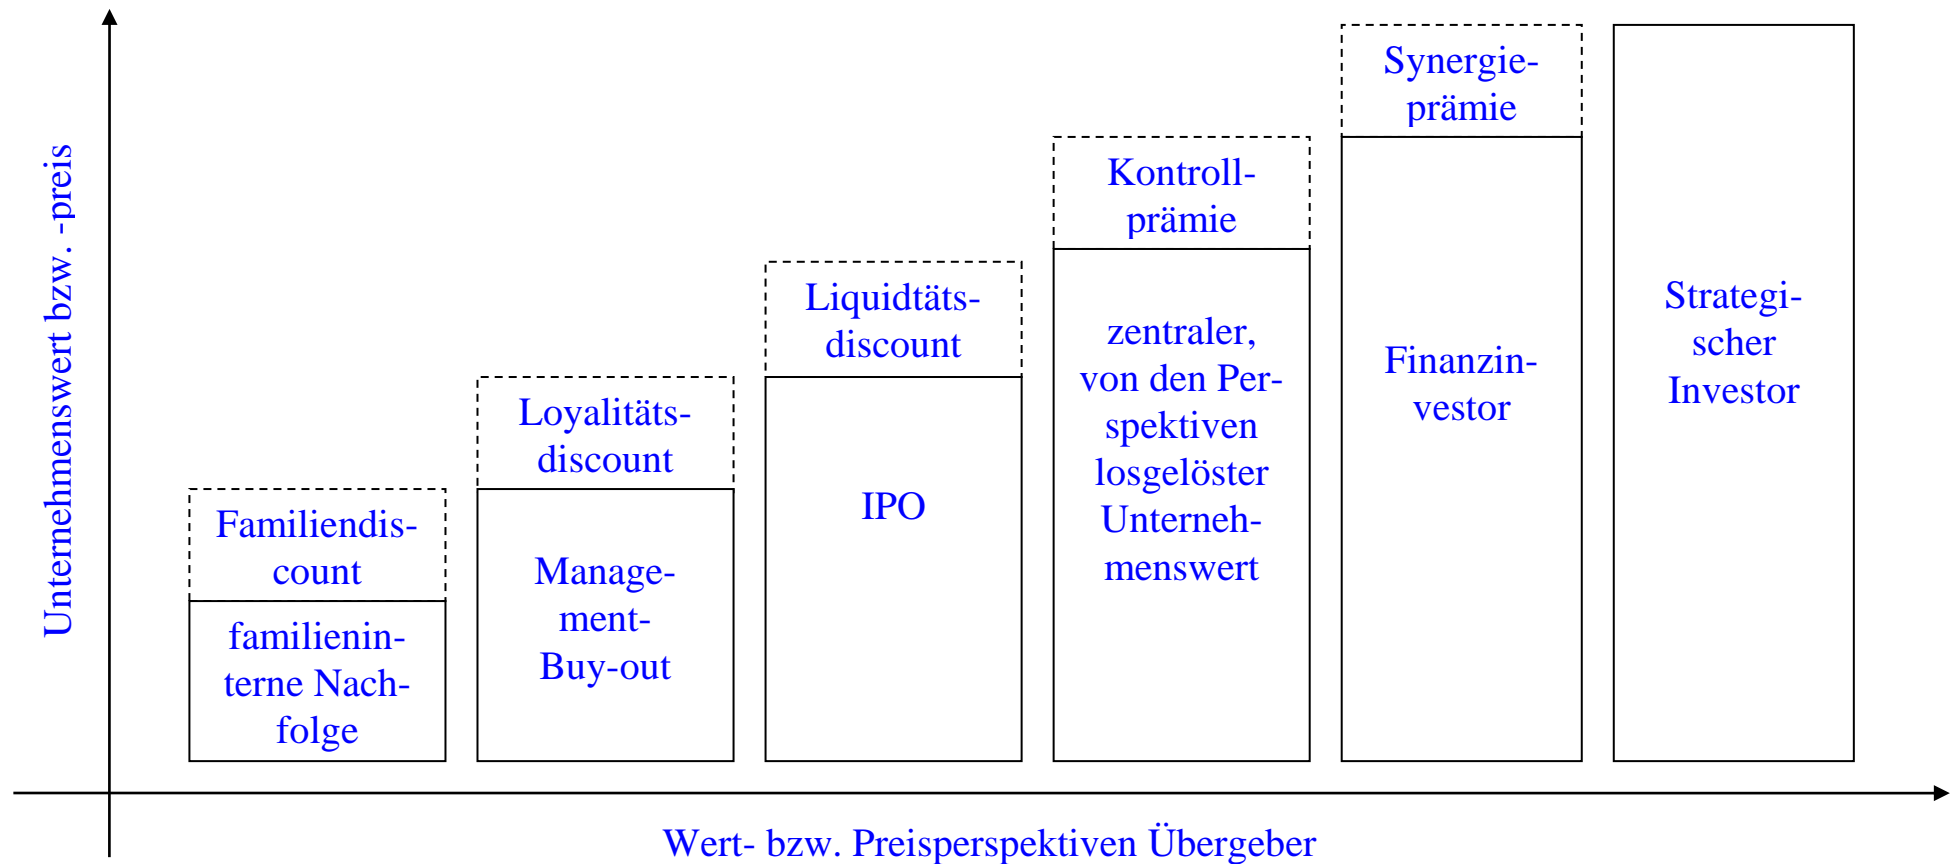 Unternehmenswert bzw. -preis
Familiendis-
count
familienin-
terne Nach-
folge
Loyalitäts-
discount
Manage-
ment-
Buy-out
Liquidtäts-
discount
IPO
Kontroll-
prämie
zentraler,
von den Per-
spektiven
losgelöster
Unterneh-
menswert
Synergie-
prämie
Finanzin-
vestor
Strategi-
scher
Investor
Wert- bzw. Preisperspektiven Übergeber